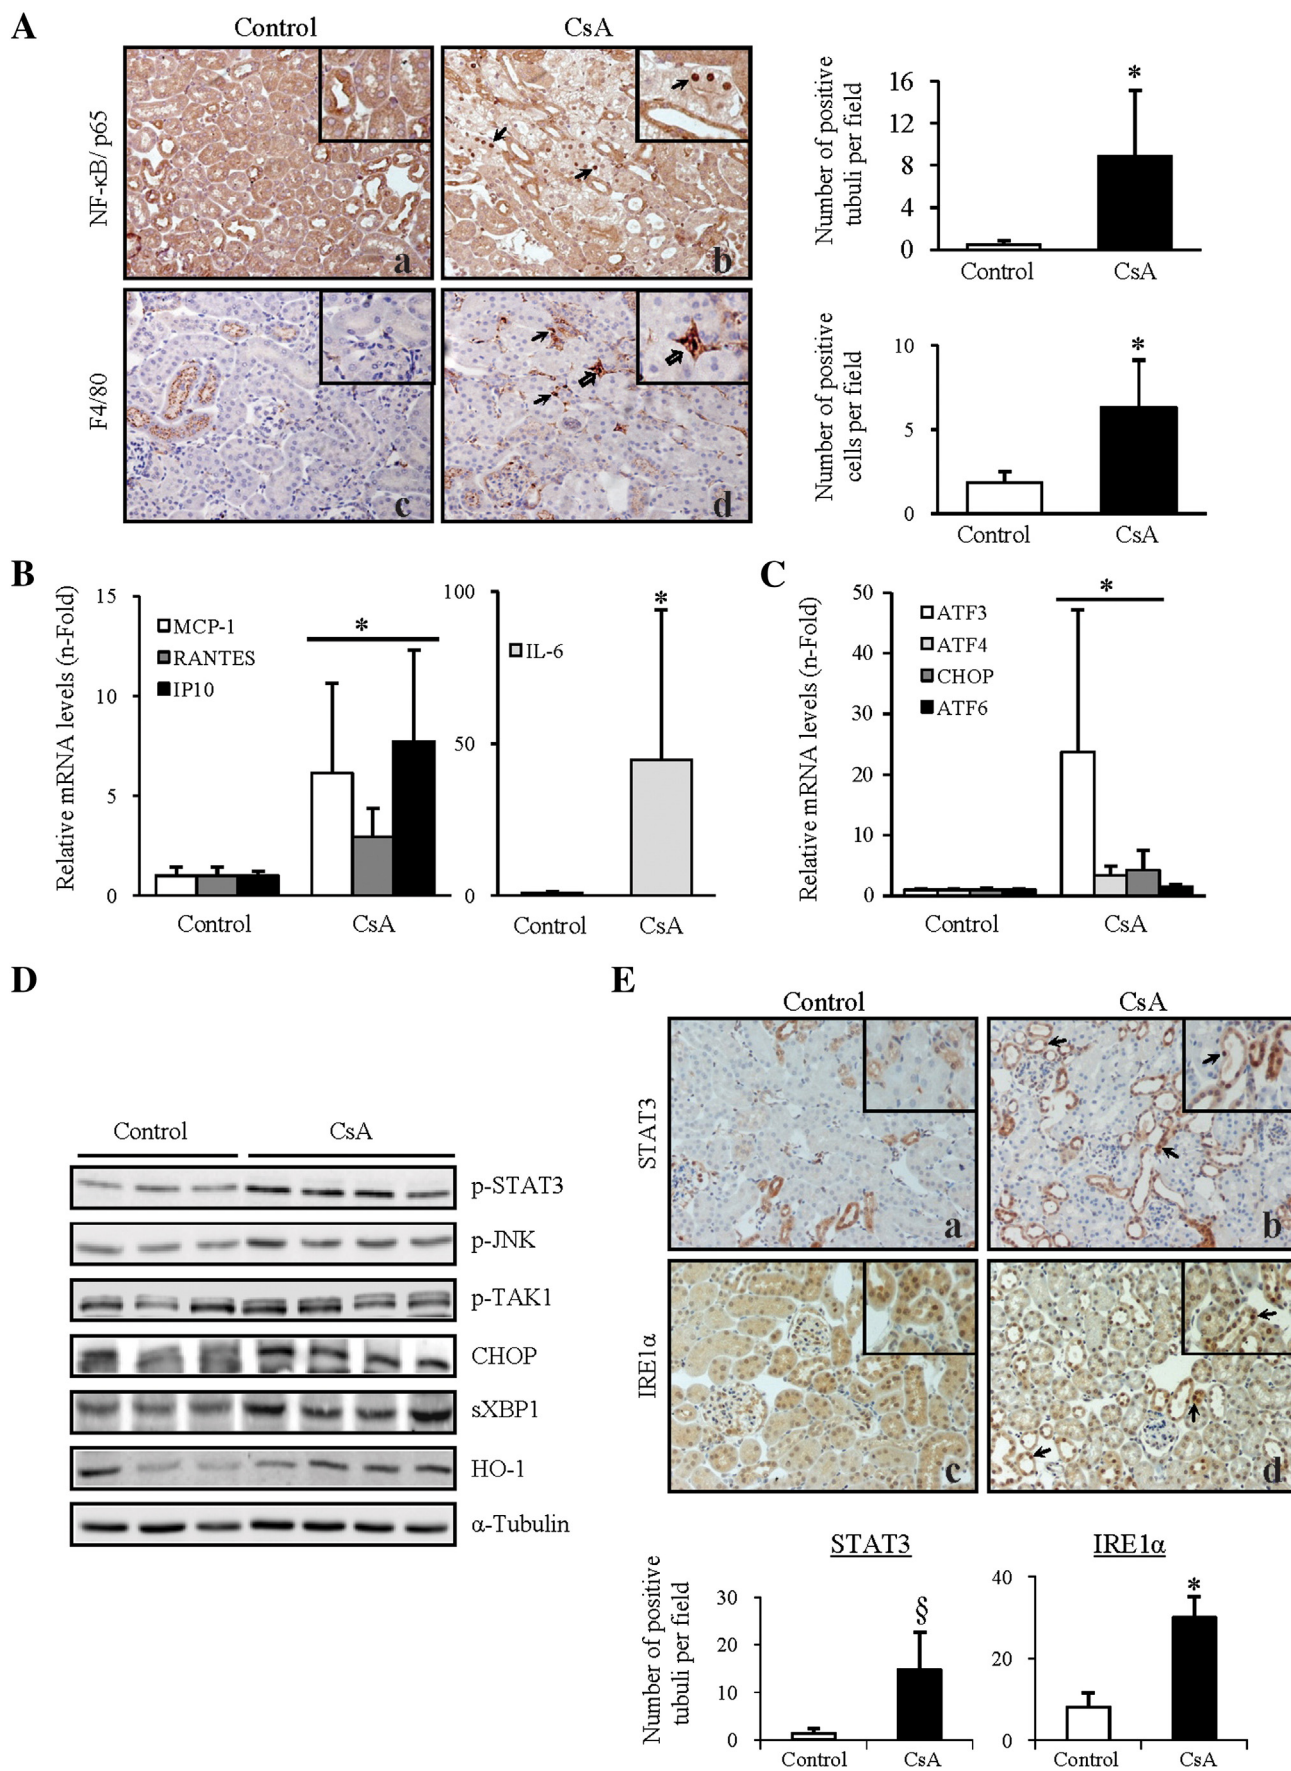 A
Control
CsA
NF-κB/ p65
a
b
F4/80
c
d
Number of positive
tubuli per field
16
12
8
4
0
Control
CsA
*
Number of positive
cells per field
10
5
0
Control
CsA
*
B
Relative mRNA levels (n-Fold)
15
10
5
0
MCP-1
RANTES
IP10
*
Control
CsA
100
50
0
IL-6
*
Control
CsA
C
Relative mRNA levels (n-Fold)
50
40
30
20
10
0
ATF3
ATF4
CHOP
ATF6
*
Control
CsA
D
Control
CsA
p-STAT3
p-JNK
p-TAK1
CHOP
sXBP1
HO-1
α-Tubulin
E
Control
CsA
STAT3
a
b
IRE1α
c
d
STAT3
Number of positive
tubuli per field
30
20
10
0
§
Control
CsA
IRE1α
40
20
0
*
Control
CsA